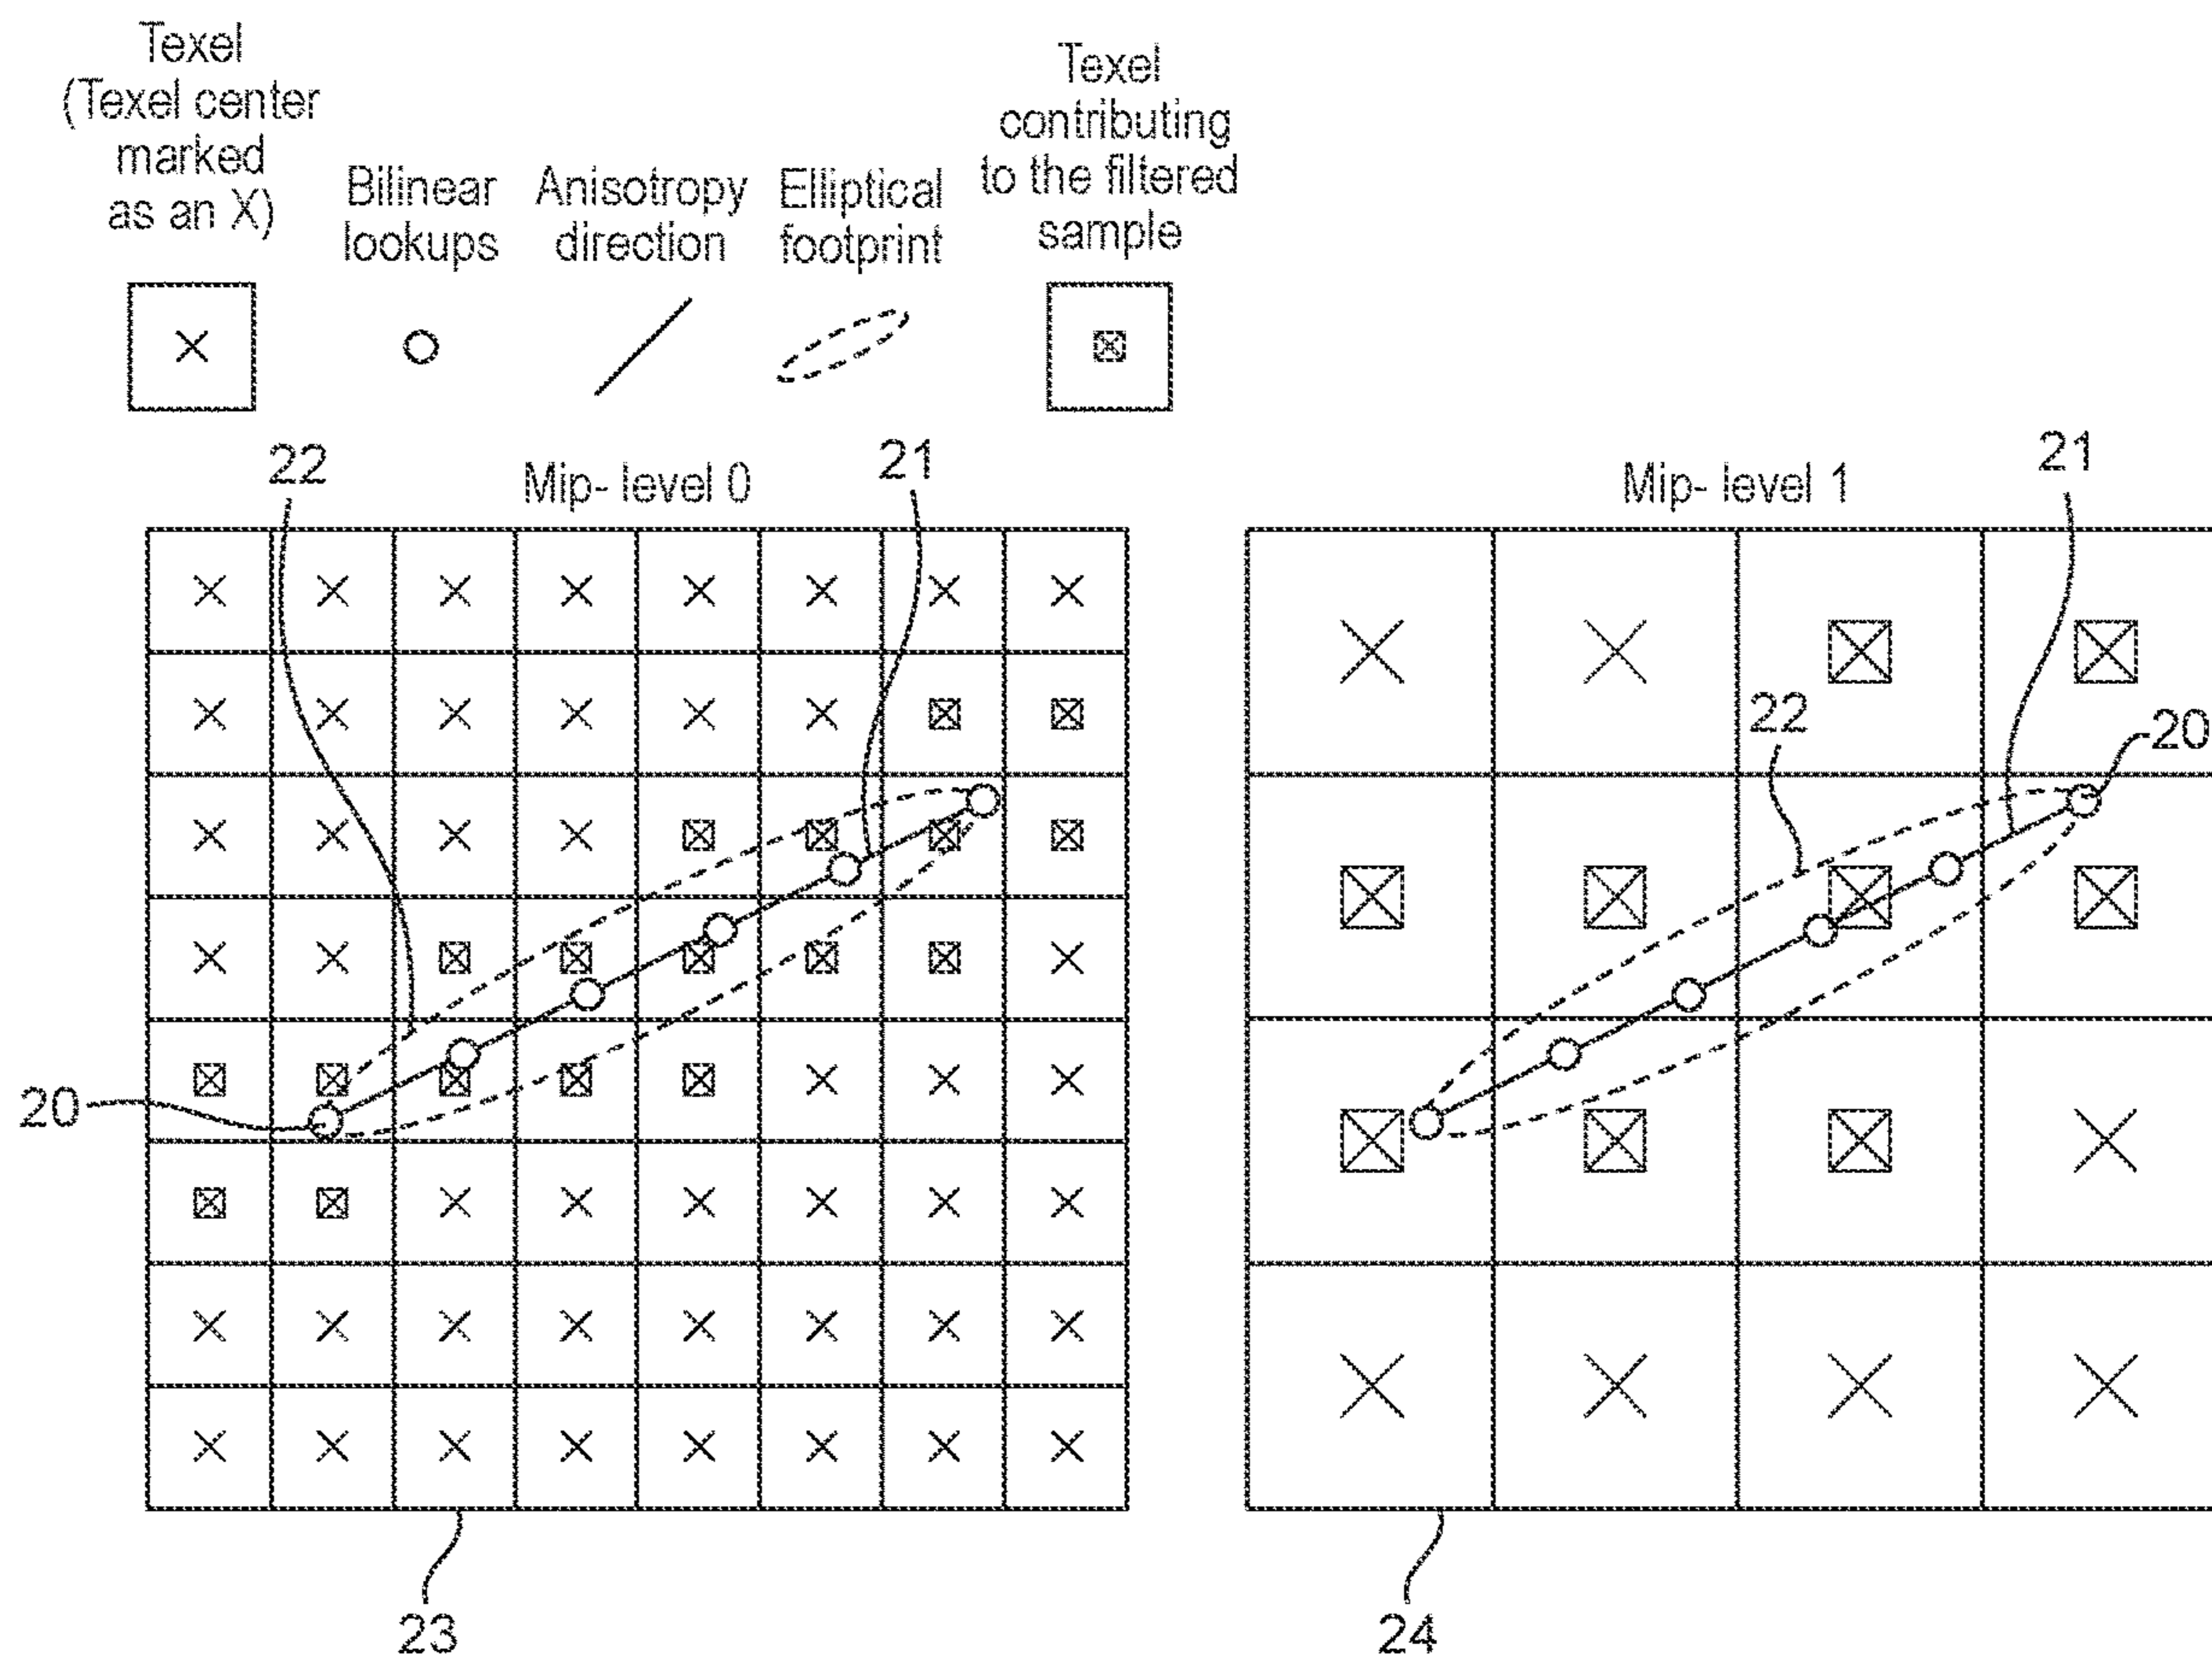 Texel
(Texel center
marked
as an X)
Bilinear
lookups
Anisotropy
direction
Elliptical
footprint
Texel
contributing
to the filtered
sample
22
Mip- level 0
21
20
23
Mip- level 1
21
22
20
24